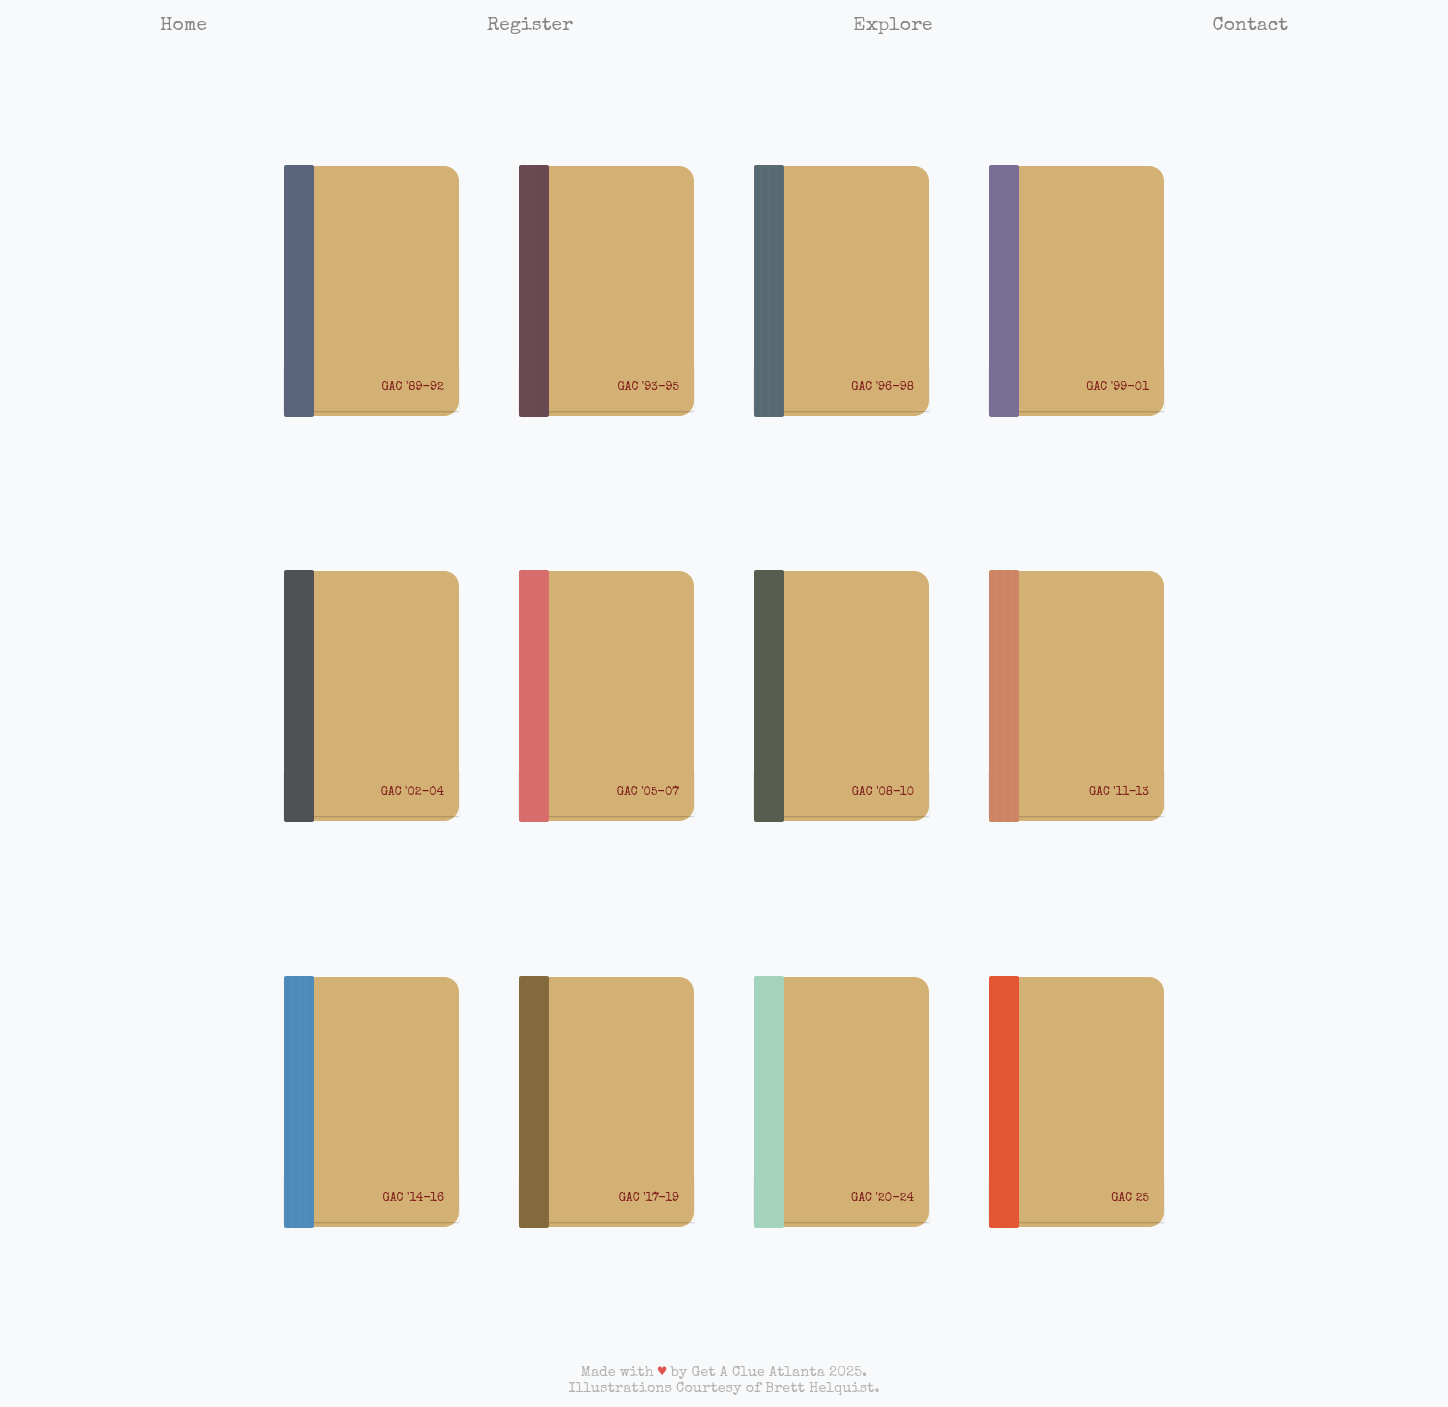 Home Register Explore Contact
GAC '89-92 GAC '93-95 GAC '96-98 GAC '99-01
GAC '02-04 GAC '05-07 GAC '08-10 GAC '11-13
GAC '14-16 GAC '17-19 GAC '20-24 GAC 25
Made with ♥ by Get A Clue Atlanta 2025.
Illustrations Courtesy of Brett Helquist.